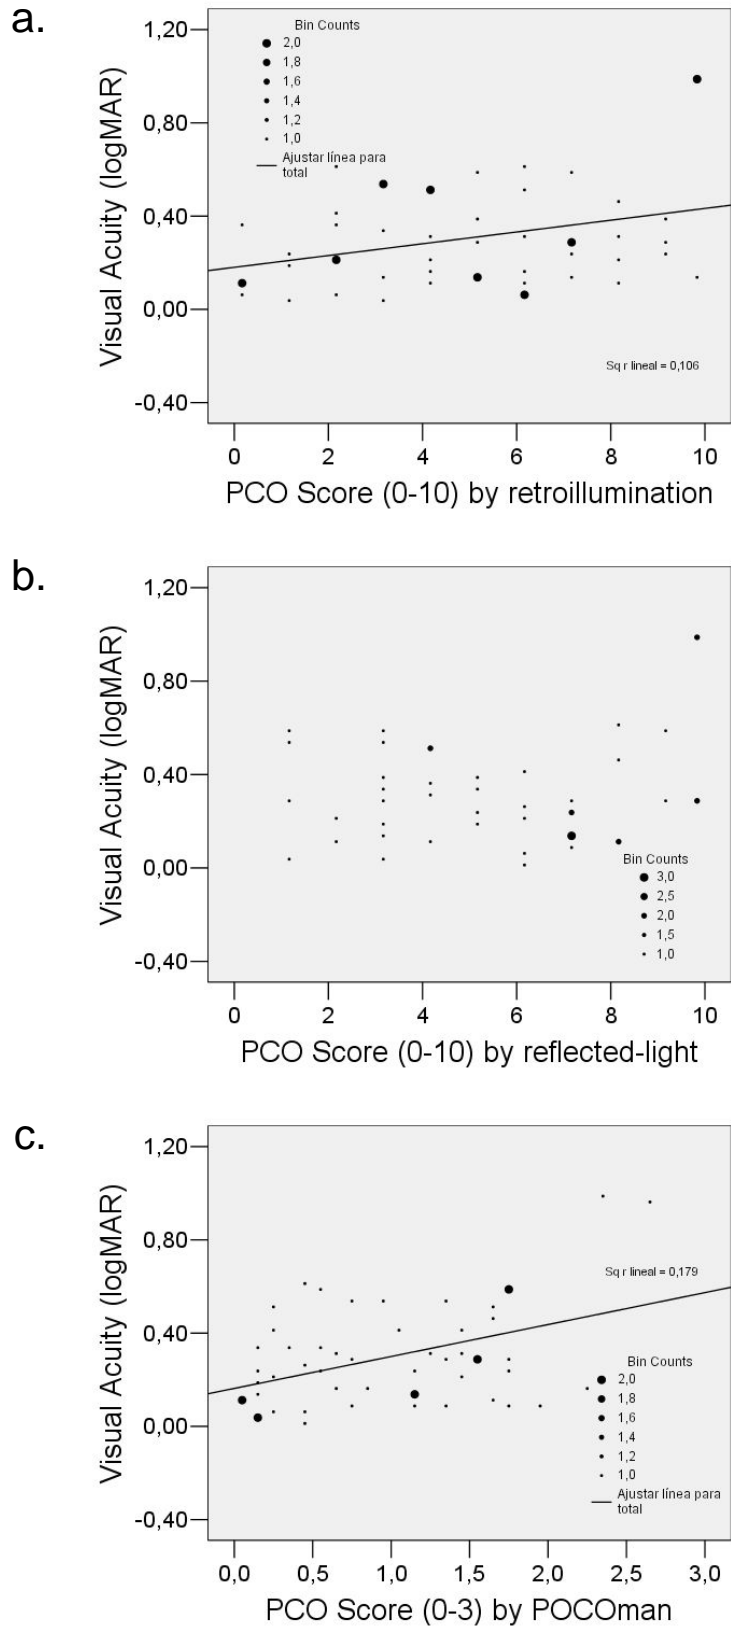 a.
Visual Acuity (logMAR)
1,20
0,80
0,40
0,00
-0,40
Bin Counts
2,0
1,8
1,6
1,4
1,2
1,0
Ajustar línea para
total
Sq r lineal = 0,106
0 2 4 6 8 10
PCO Score (0-10) by retroillumination
b.
Visual Acuity (logMAR)
1,20
0,80
0,40
0,00
-0,40
Bin Counts
3,0
2,5
2,0
1,5
1,0
0 2 4 6 8 10
PCO Score (0-10) by reflected-light
c.
Visual Acuity (logMAR)
1,20
0,80
0,40
0,00
-0,40
Sq r lineal = 0,179
Bin Counts
2,0
1,8
1,6
1,4
1,2
1,0
Ajustar línea para
total
0,0 0,5 1,0 1,5 2,0 2,5 3,0
PCO Score (0-3) by POCOman